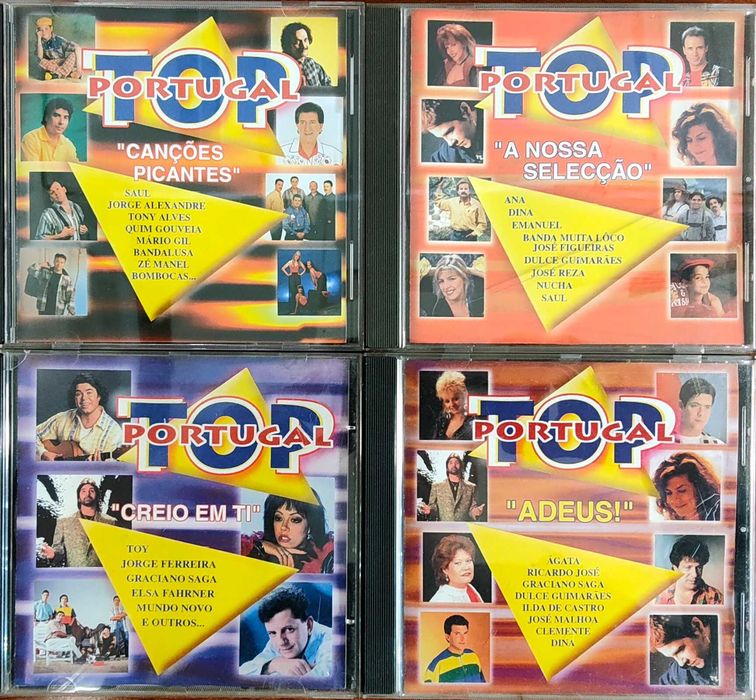 TOP
PORTUGAL
"CANÇÕES
PICANTES"
SAUL
JORGE ALEXANDRE
TONY ALVES
QUIM GOUVEIA
MÁRIO GIL
BANDALUSA
ZÉ MANEL
BOMBOCAS...
TOP
PORTUGAL
"A NOSSA
SELECÇÃO"
ANA
DINA
EMANUEL
BANDA MUITA LÔCO
JOSÉ FIGUEIRAS
DULCE GUIMARÃES
JOSÉ REZA
NUCHA
SAUL
TOP
PORTUGAL
"CREIO EM TI"
TOY
JORGE FERREIRA
GRACIANO SAGA
ELSA FAHRNER
MUNDO NOVO
E OUTROS...
TOP
PORTUGAL
"ADEUS!"
ÁGATA
RICARDO JOSÉ
GRACIANO SAGA
DULCE GUIMARÃES
ILDA DE CASTRO
JOSÉ MALHOA
CLEMENTE
DINA